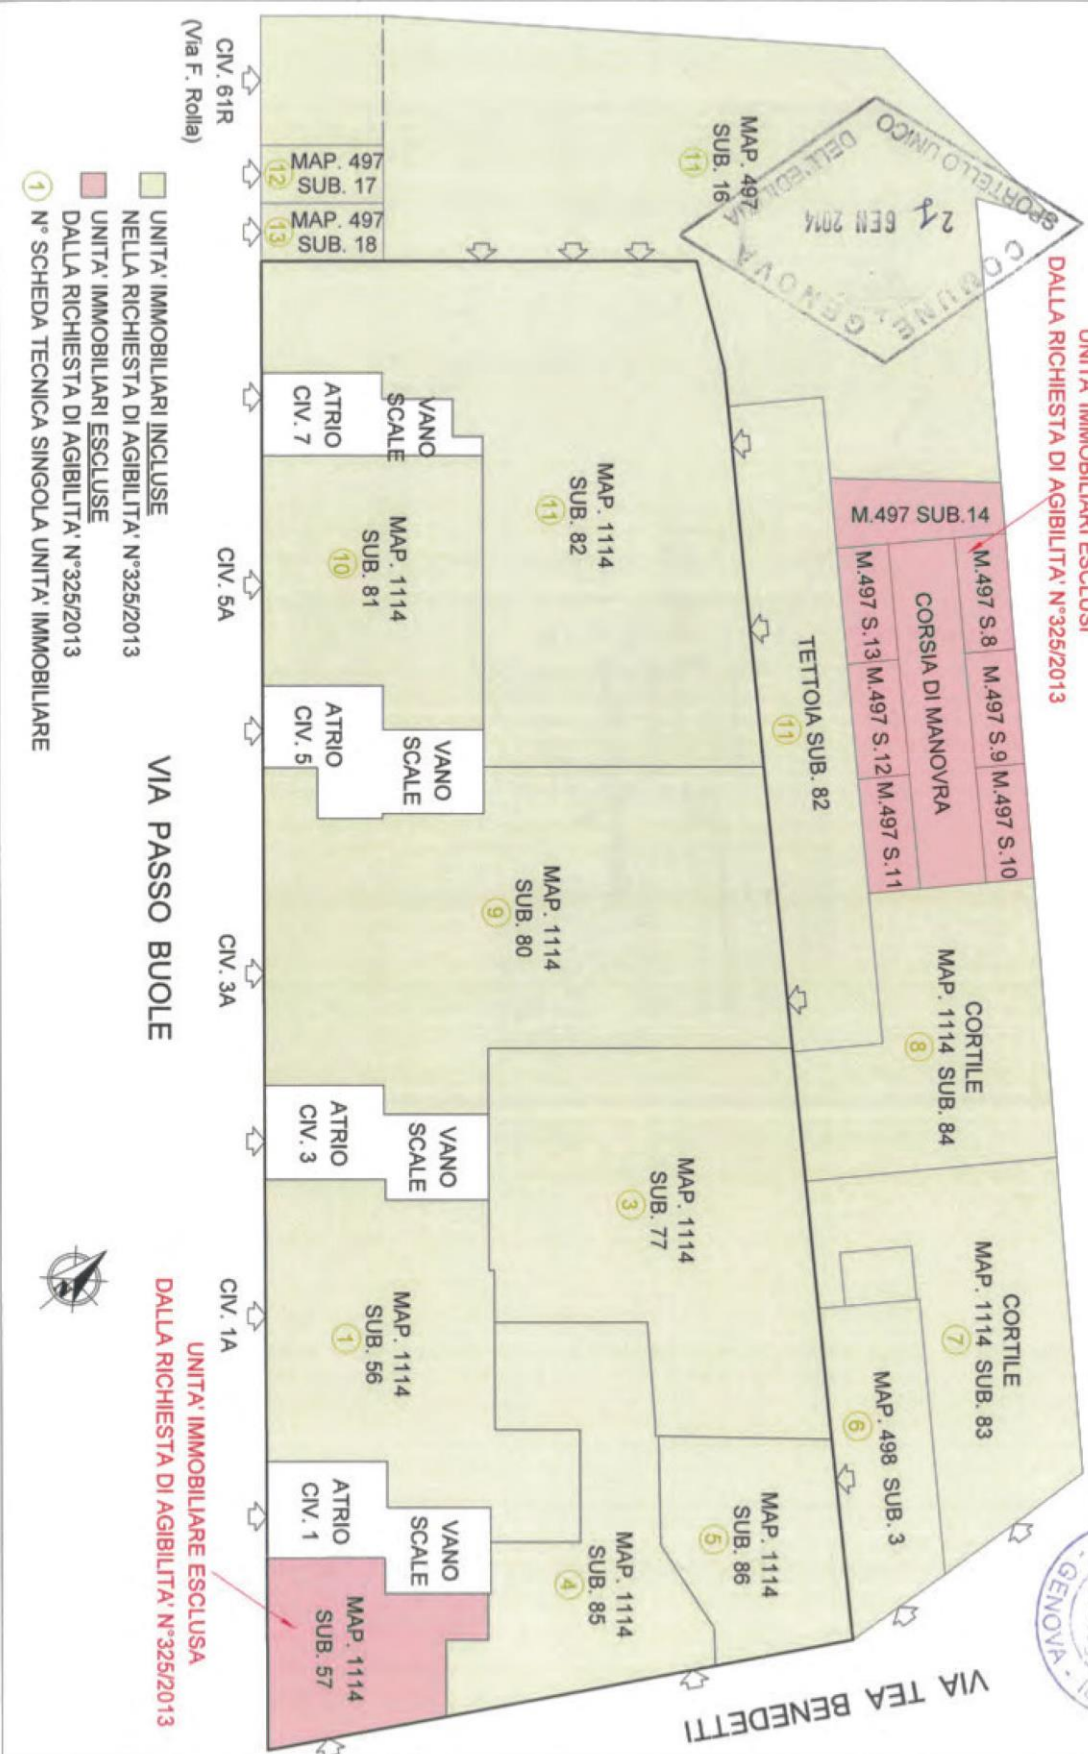 UNITA' IMMOBILIARI ESCLUSI
DALLA RICHIESTA DI AGIBILITA' N°325/2013
COMUNE
GENOVA
SPORTELLO UNICO
DELL'EDILIZIA
27 GEN 2014
MAP. 497
SUB. 16
11
CIV. 61R
(Via F. Rolla)
MAP. 497
SUB. 17
12
MAP. 497
SUB. 18
13
M.497 SUB.14
M.497 S.8
M.497 S.9
M.497 S.10
CORSIA DI MANOVRA
M.497 S.13
M.497 S.12
M.497 S.11
TETTOIA SUB. 82
11
CORTILE
MAP. 1114 SUB. 84
8
CORTILE
MAP. 1114 SUB. 83
7
MAP. 498 SUB. 3
6
MAP. 1114
SUB. 82
11
VANO
SCALE
ATRIO
CIV. 7
MAP. 1114
SUB. 81
10
VANO
SCALE
ATRIO
CIV. 5
MAP. 1114
SUB. 80
9
MAP. 1114
SUB. 77
3
VANO
SCALE
ATRIO
CIV. 3
MAP. 1114
SUB. 56
1
MAP. 1114
SUB. 86
5
MAP. 1114
SUB. 85
4
VANO
SCALE
ATRIO
CIV. 1
MAP. 1114
SUB. 57
CIV. 5A
CIV. 3A
CIV. 1A
VIA PASSO BUOLE
VIA TEA BENEDETTI
UNITA' IMMOBILIARE ESCLUSA
DALLA RICHIESTA DI AGIBILITA' N°325/2013
UNITA' IMMOBILIARI INCLUSE
NELLA RICHIESTA DI AGIBILITA' N°325/2013
UNITA' IMMOBILIARI ESCLUSE
DALLA RICHIESTA DI AGIBILITA' N°325/2013
1 N° SCHEDA TECNICA SINGOLA UNITA' IMMOBILIARE
N
GENOVA